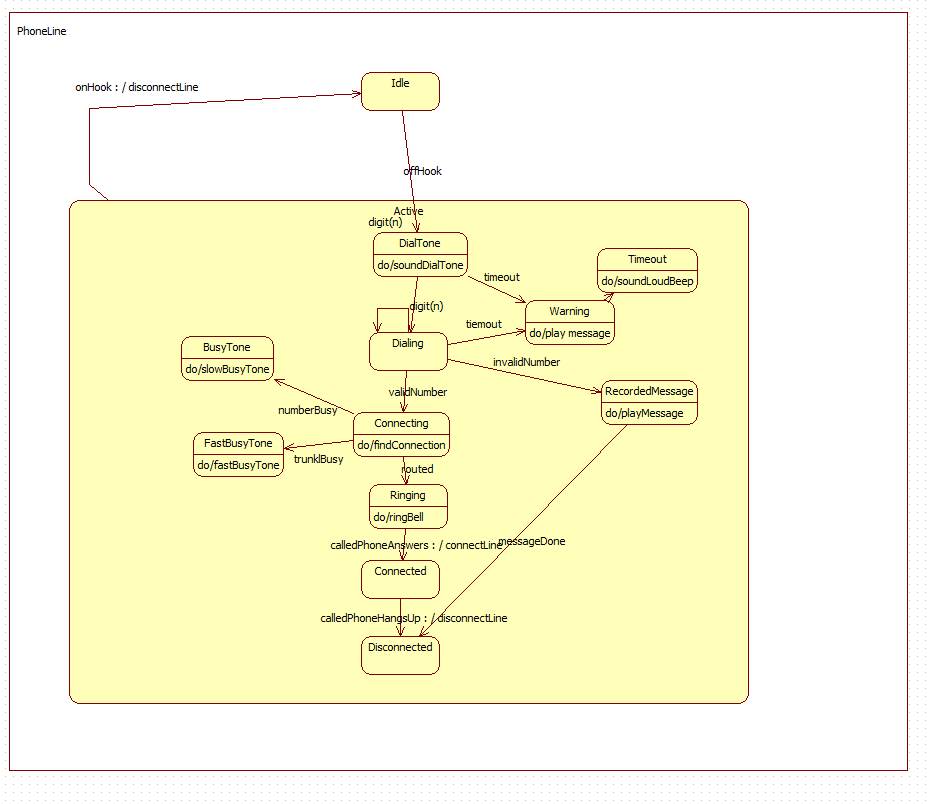 PhoneLine
Idle
onHook : / disconnectLine
offHook
Active
digit(n)
DialTone
do/soundDialTone
timeout
Timeout
do/soundLoudBeep
digit(n)
Warning
do/play message
tiemout
Dialing
BusyTone
do/slowBusyTone
invalidNumber
RecordedMessage
do/playMessage
validNumber
numberBusy
Connecting
do/findConnection
FastBusyTone
do/fastBusyTone
trunklBusy
routed
Ringing
do/ringBell
calledPhoneAnswers : / connectLine
messageDone
Connected
calledPhoneHangsUp : / disconnectLine
Disconnected